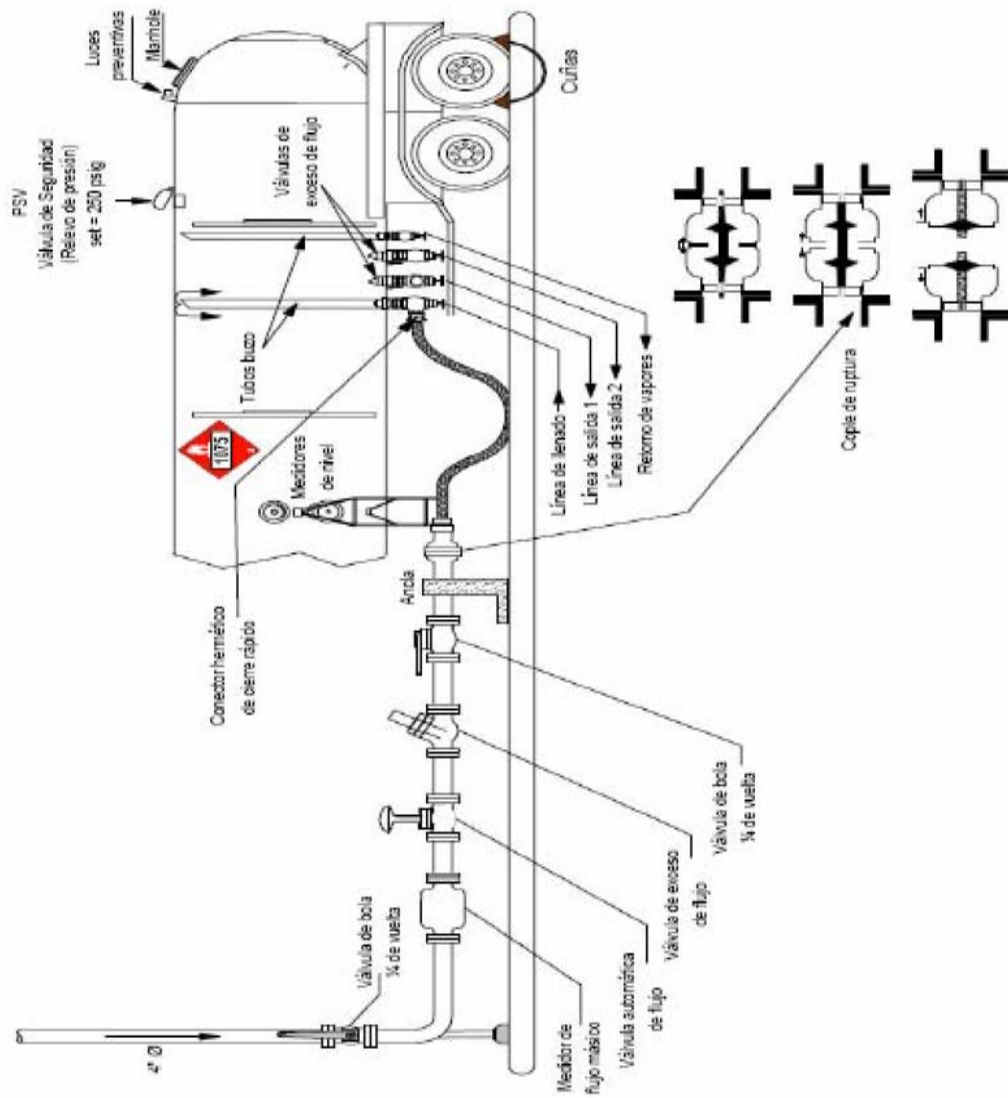 PSV
Válvula de Seguridad
(Relevo de presión)
set = 250 psig
Luces
preventivas
Manhole
Válvulas de
exceso de flujo
Tubos buzo
1075
Medidores
de nivel
Conector hermético
de cierre rápido
Cuñas
Ancla
Línea de llenado
Línea de salida 1
Línea de salida 2
Retorno de vapores
Cople de ruptura
4" Ø
Válvula de bola
¼ de vuelta
Medidor de
flujo másico
Válvula automática
de flujo
Válvula de exceso
de flujo
Válvula de bola
¼ de vuelta